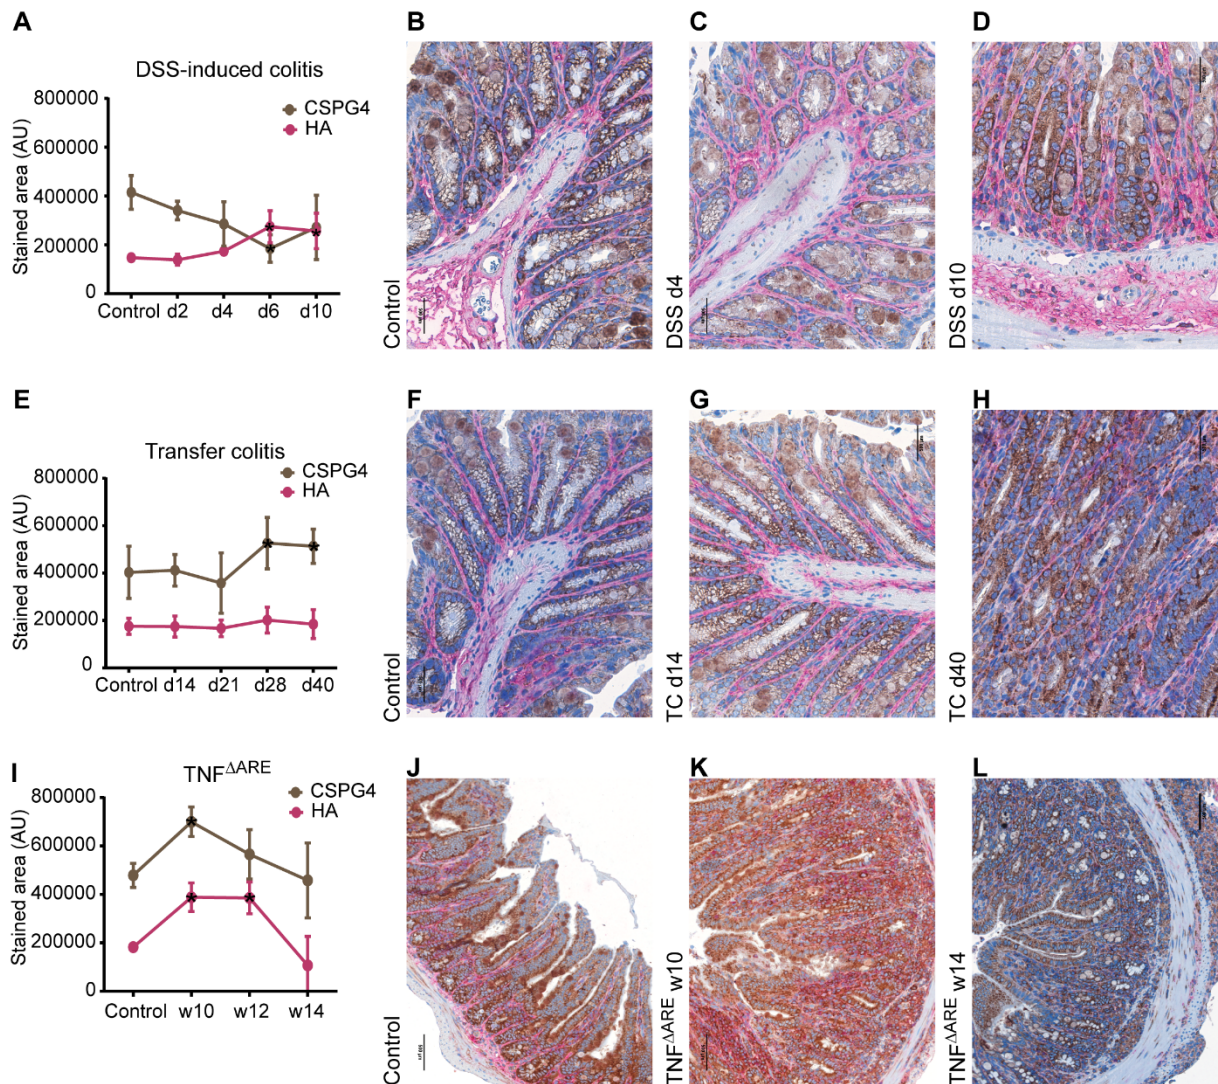 A
DSS-induced colitis
CSPG4
HA
Stained area (AU)
800000
600000
400000
200000
0
Control d2 d4 d6 d10
B
Control
C
DSS d4
D
DSS d10
E
Transfer colitis
CSPG4
HA
Stained area (AU)
800000
600000
400000
200000
0
Control d14 d21 d28 d40
F
Control
G
TC d14
H
TC d40
I
TNF^ΔARE
CSPG4
HA
Stained area (AU)
800000
600000
400000
200000
0
Control w10 w12 w14
J
Control
K
TNF^ΔARE w10
L
TNF^ΔARE w14